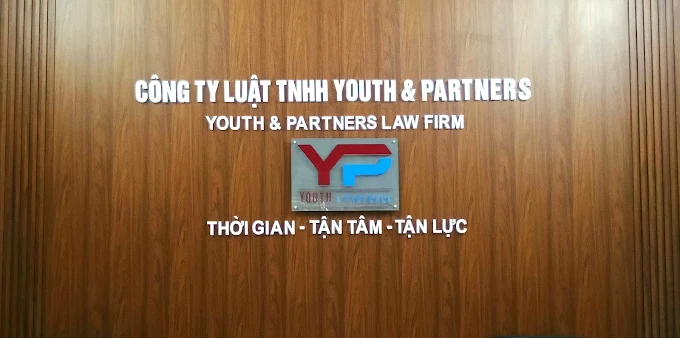 CÔNG TY LUẬT TNHH YOUTH & PARTNERS
YOUTH & PARTNERS LAW FIRM
YP
YOUTH
THỜI GIAN - TẬN TÂM - TẬN LỰC